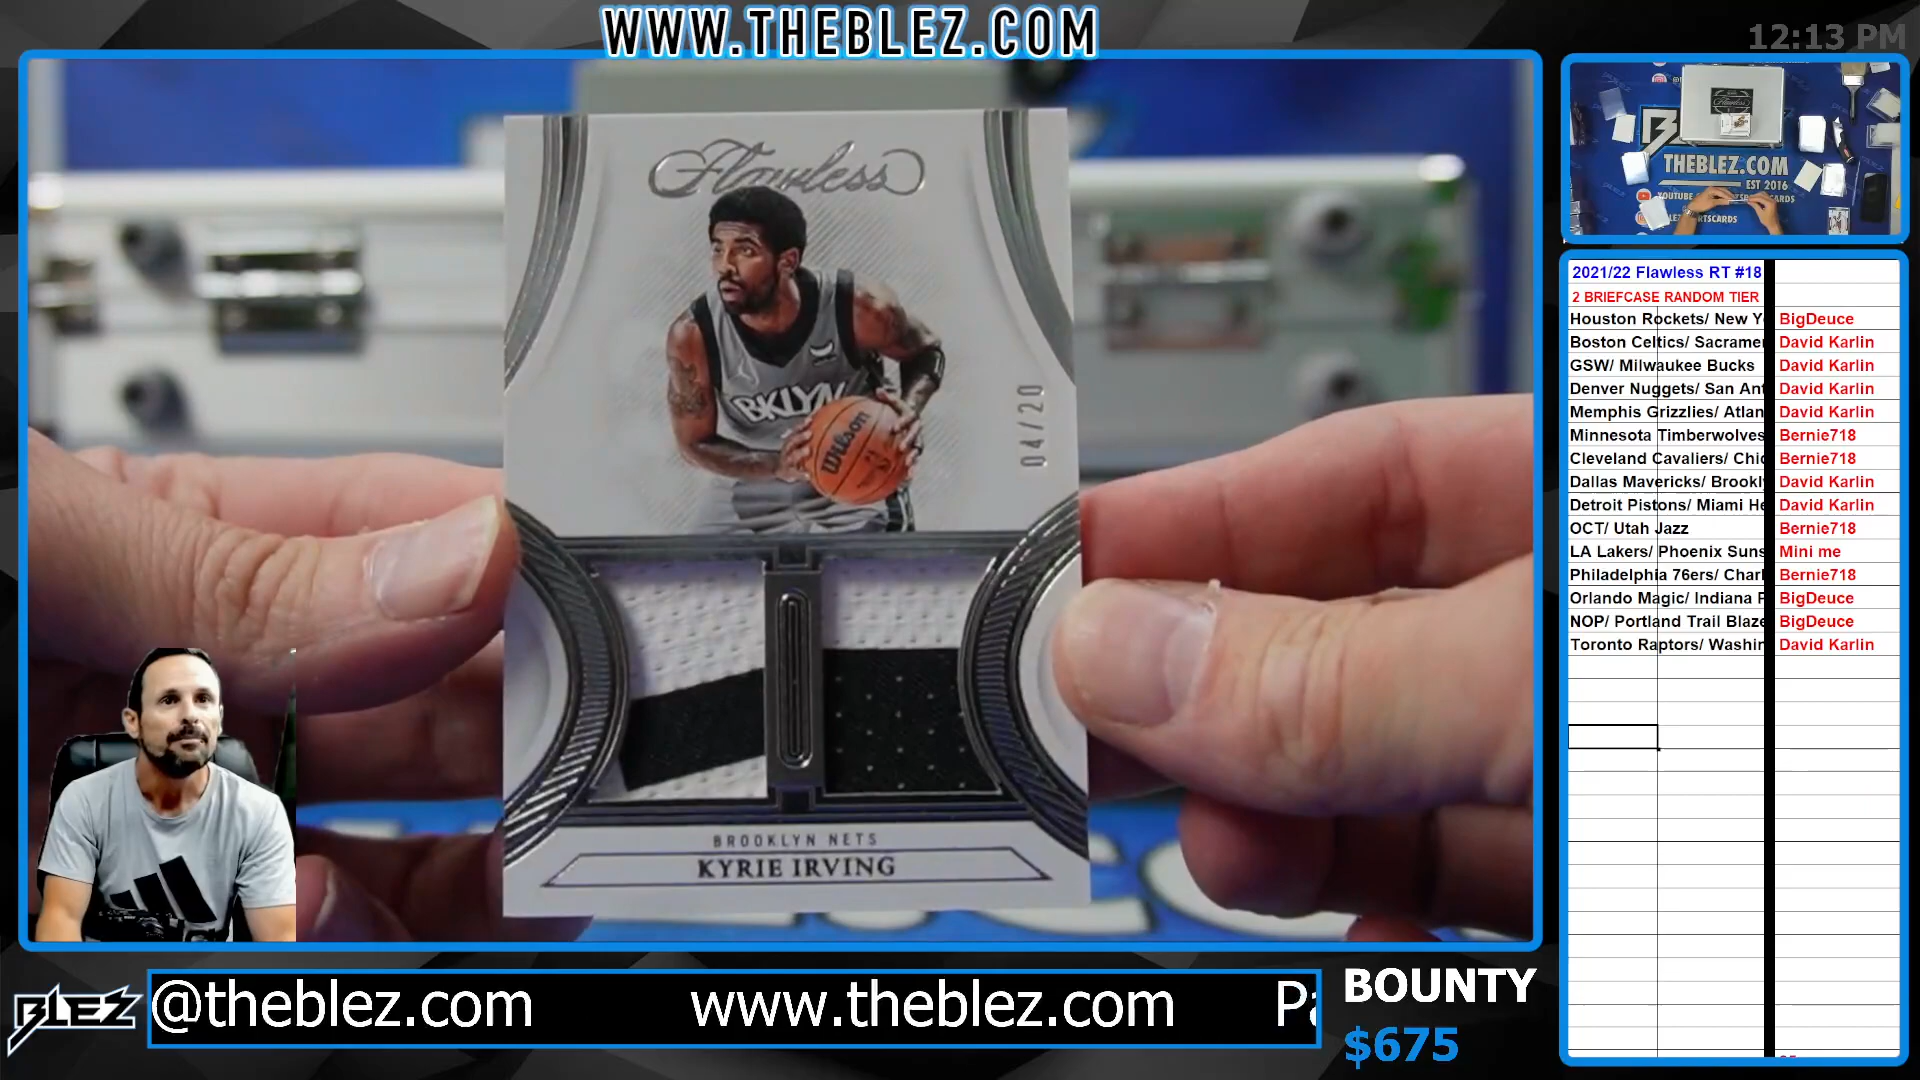 WWW.THEBLEZ.COM
12:13 PM
Flawless
BKLYN
Wilson
04/20
BROOKLYN NETS
KYRIE IRVING
Flawless
THEBLEZ.COM
EST 2016
2021/22 Flawless RT #18
2 BRIEFCASE RANDOM TIER
Houston Rockets/ New Y BigDeuce
Boston Celtics/ Sacramen David Karlin
GSW/ Milwaukee Bucks David Karlin
Denver Nuggets/ San Ant David Karlin
Memphis Grizzlies/ Atlan David Karlin
Minnesota Timberwolves Bernie718
Cleveland Cavaliers/ Chic Bernie718
Dallas Mavericks/ Brookly David Karlin
Detroit Pistons/ Miami He David Karlin
OCT/ Utah Jazz Bernie718
LA Lakers/ Phoenix Suns Mini me
Philadelphia 76ers/ Charl Bernie718
Orlando Magic/ Indiana P BigDeuce
NOP/ Portland Trail Blaze BigDeuce
Toronto Raptors/ Washin David Karlin
BLEZ
@theblez.com www.theblez.com Pa
BOUNTY
$675